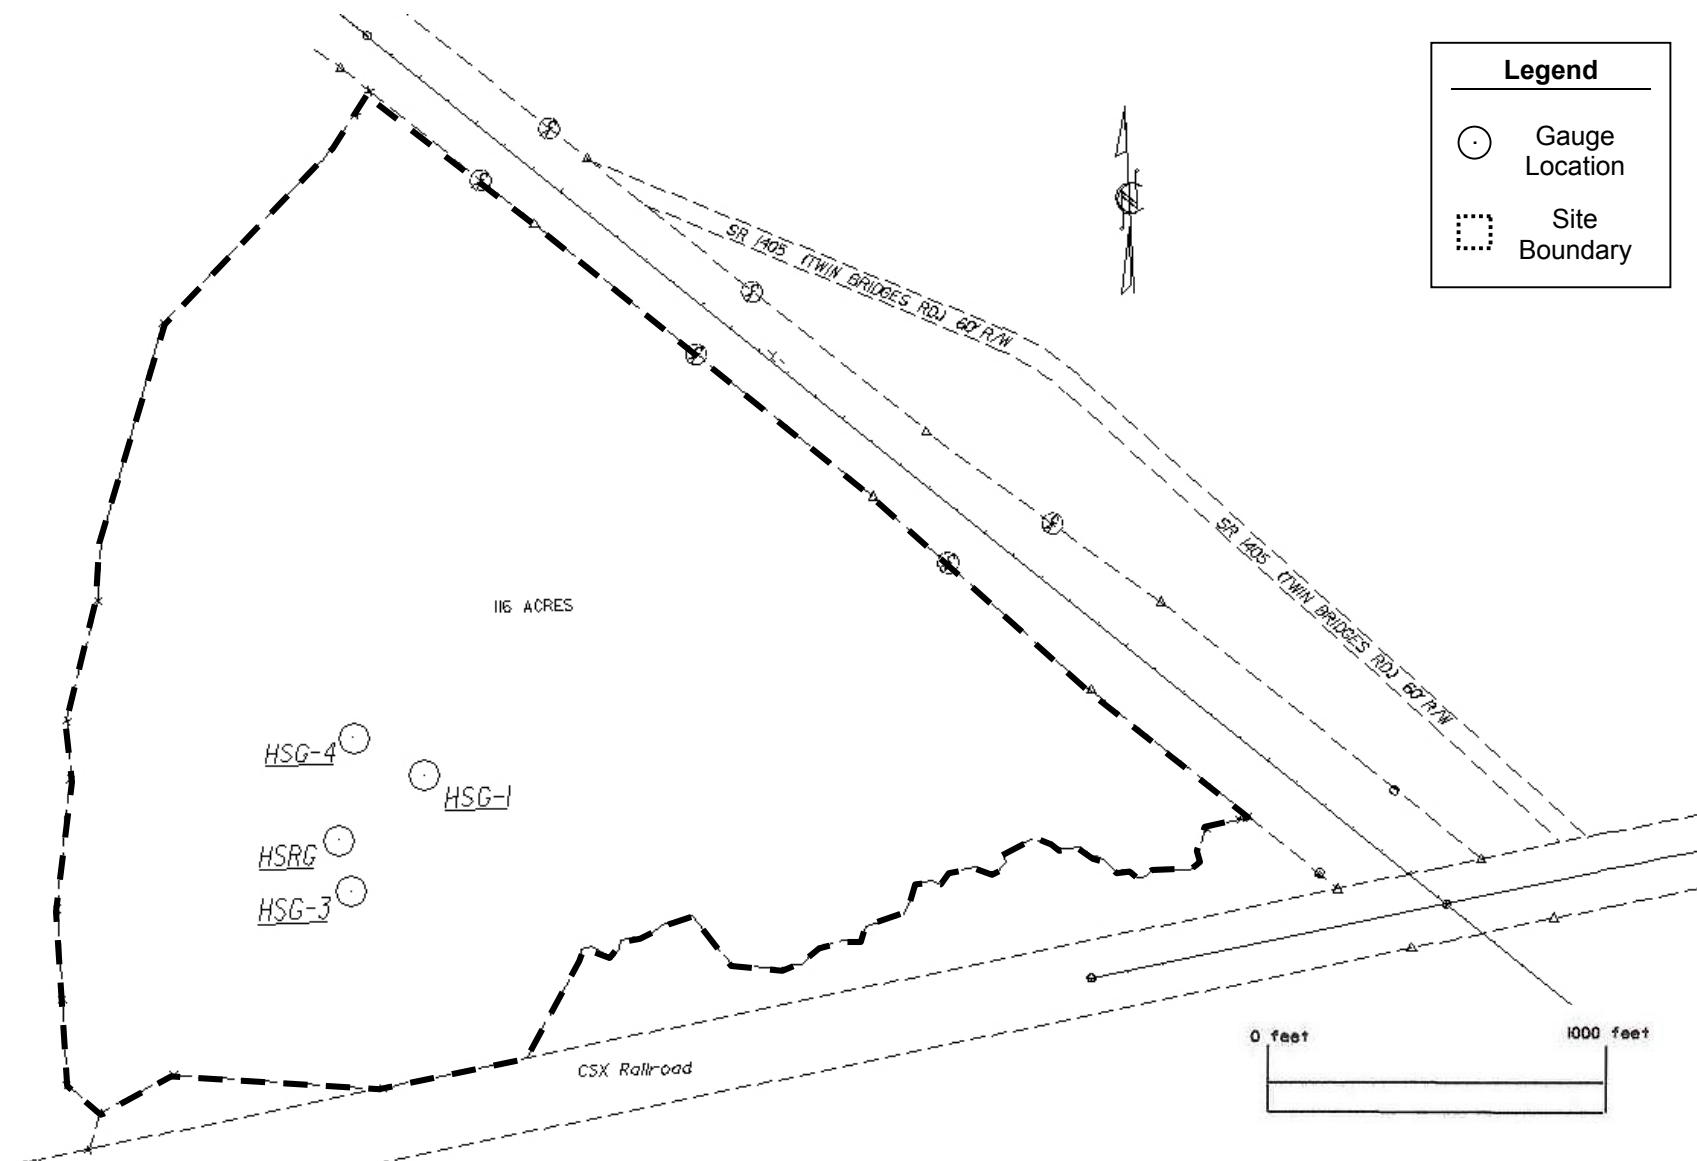 Legend
Gauge
Location
Site
Boundary
SR 1405 (TWIN BRIDGES RD.) 60' R/W
SR 1405 (TWIN BRIDGES RD.) 60' R/W
116 ACRES
HSG-4
HSG-1
HSRG
HSG-3
CSX Railroad
0 feet
1000 feet